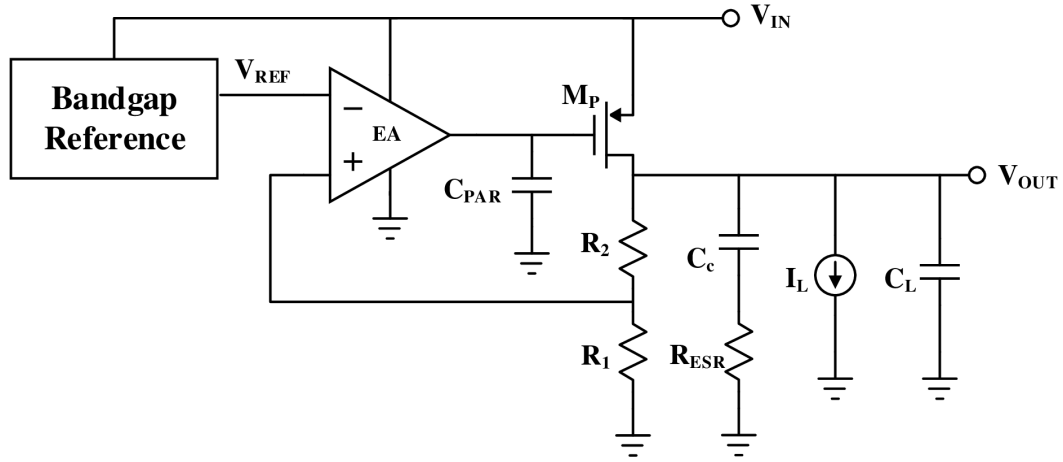 V_IN
Bandgap
Reference
V_REF
−
EA
+
M_P
C_PAR
V_OUT
R_2
C_c
I_L
C_L
R_1
R_ESR